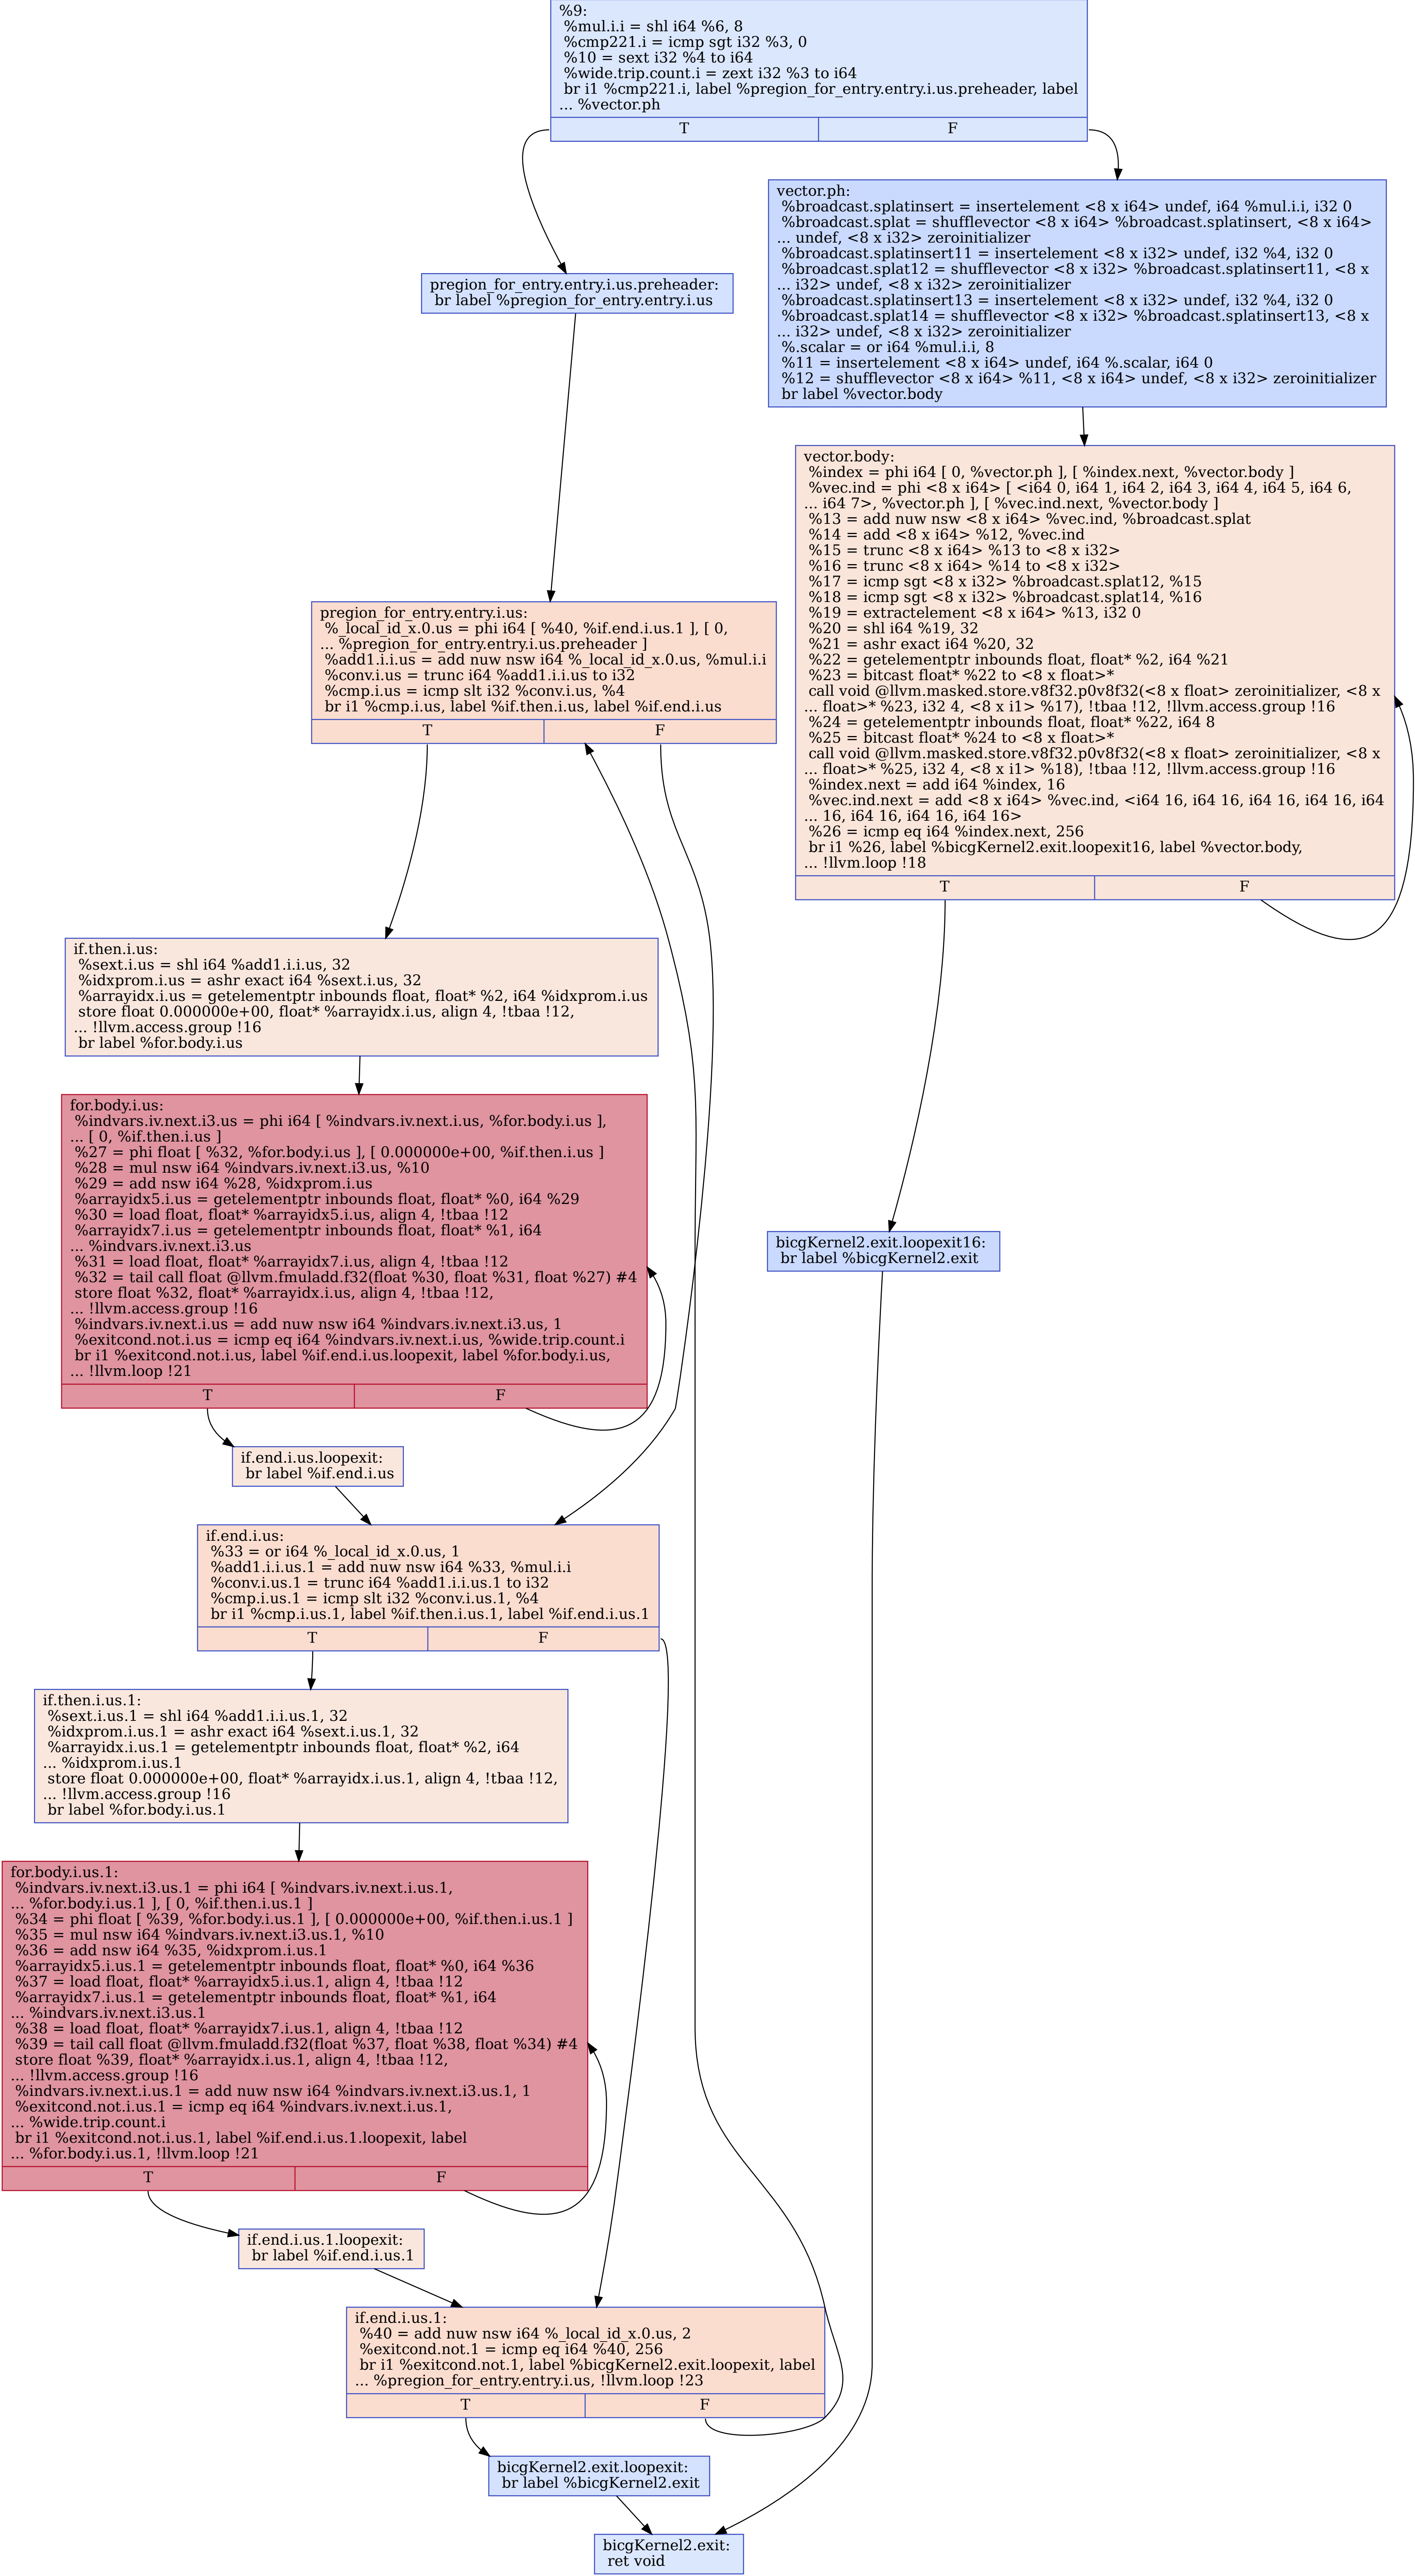 %9:
%mul.i.i = shl i64 %6, 8
%cmp221.i = icmp sgt i32 %3, 0
%10 = sext i32 %4 to i64
%wide.trip.count.i = zext i32 %3 to i64
br i1 %cmp221.i, label %pregion_for_entry.entry.i.us.preheader, label
... %vector.ph
T
F
vector.ph:
%broadcast.splatinsert = insertelement <8 x i64> undef, i64 %mul.i.i, i32 0
%broadcast.splat = shufflevector <8 x i64> %broadcast.splatinsert, <8 x i64>
... undef, <8 x i32> zeroinitializer
%broadcast.splatinsert11 = insertelement <8 x i32> undef, i32 %4, i32 0
%broadcast.splat12 = shufflevector <8 x i32> %broadcast.splatinsert11, <8 x
... i32> undef, <8 x i32> zeroinitializer
%broadcast.splatinsert13 = insertelement <8 x i32> undef, i32 %4, i32 0
%broadcast.splat14 = shufflevector <8 x i32> %broadcast.splatinsert13, <8 x
... i32> undef, <8 x i32> zeroinitializer
%.scalar = or i64 %mul.i.i, 8
%11 = insertelement <8 x i64> undef, i64 %.scalar, i64 0
%12 = shufflevector <8 x i64> %11, <8 x i64> undef, <8 x i32> zeroinitializer
br label %vector.body
pregion_for_entry.entry.i.us.preheader:
br label %pregion_for_entry.entry.i.us
vector.body:
%index = phi i64 [ 0, %vector.ph ], [ %index.next, %vector.body ]
%vec.ind = phi <8 x i64> [ <i64 0, i64 1, i64 2, i64 3, i64 4, i64 5, i64 6,
... i64 7>, %vector.ph ], [ %vec.ind.next, %vector.body ]
%13 = add nuw nsw <8 x i64> %vec.ind, %broadcast.splat
%14 = add <8 x i64> %12, %vec.ind
%15 = trunc <8 x i64> %13 to <8 x i32>
%16 = trunc <8 x i64> %14 to <8 x i32>
%17 = icmp sgt <8 x i32> %broadcast.splat12, %15
%18 = icmp sgt <8 x i32> %broadcast.splat14, %16
%19 = extractelement <8 x i64> %13, i32 0
%20 = shl i64 %19, 32
%21 = ashr exact i64 %20, 32
%22 = getelementptr inbounds float, float* %2, i64 %21
%23 = bitcast float* %22 to <8 x float>*
call void @llvm.masked.store.v8f32.p0v8f32(<8 x float> zeroinitializer, <8 x
... float>* %23, i32 4, <8 x i1> %17), !tbaa !12, !llvm.access.group !16
%24 = getelementptr inbounds float, float* %22, i64 8
%25 = bitcast float* %24 to <8 x float>*
call void @llvm.masked.store.v8f32.p0v8f32(<8 x float> zeroinitializer, <8 x
... float>* %25, i32 4, <8 x i1> %18), !tbaa !12, !llvm.access.group !16
%index.next = add i64 %index, 16
%vec.ind.next = add <8 x i64> %vec.ind, <i64 16, i64 16, i64 16, i64 16, i64
... 16, i64 16, i64 16, i64 16>
%26 = icmp eq i64 %index.next, 256
br i1 %26, label %bicgKernel2.exit.loopexit16, label %vector.body,
... !llvm.loop !18
T
F
pregion_for_entry.entry.i.us:
%_local_id_x.0.us = phi i64 [ %40, %if.end.i.us.1 ], [ 0,
... %pregion_for_entry.entry.i.us.preheader ]
%add1.i.i.us = add nuw nsw i64 %_local_id_x.0.us, %mul.i.i
%conv.i.us = trunc i64 %add1.i.i.us to i32
%cmp.i.us = icmp slt i32 %conv.i.us, %4
br i1 %cmp.i.us, label %if.then.i.us, label %if.end.i.us
T
F
if.then.i.us:
%sext.i.us = shl i64 %add1.i.i.us, 32
%idxprom.i.us = ashr exact i64 %sext.i.us, 32
%arrayidx.i.us = getelementptr inbounds float, float* %2, i64 %idxprom.i.us
store float 0.000000e+00, float* %arrayidx.i.us, align 4, !tbaa !12,
... !llvm.access.group !16
br label %for.body.i.us
for.body.i.us:
%indvars.iv.next.i3.us = phi i64 [ %indvars.iv.next.i.us, %for.body.i.us ],
... [ 0, %if.then.i.us ]
%27 = phi float [ %32, %for.body.i.us ], [ 0.000000e+00, %if.then.i.us ]
%28 = mul nsw i64 %indvars.iv.next.i3.us, %10
%29 = add nsw i64 %28, %idxprom.i.us
%arrayidx5.i.us = getelementptr inbounds float, float* %0, i64 %29
%30 = load float, float* %arrayidx5.i.us, align 4, !tbaa !12
%arrayidx7.i.us = getelementptr inbounds float, float* %1, i64
... %indvars.iv.next.i3.us
%31 = load float, float* %arrayidx7.i.us, align 4, !tbaa !12
%32 = tail call float @llvm.fmuladd.f32(float %30, float %31, float %27) #4
store float %32, float* %arrayidx.i.us, align 4, !tbaa !12,
... !llvm.access.group !16
%indvars.iv.next.i.us = add nuw nsw i64 %indvars.iv.next.i3.us, 1
%exitcond.not.i.us = icmp eq i64 %indvars.iv.next.i.us, %wide.trip.count.i
br i1 %exitcond.not.i.us, label %if.end.i.us.loopexit, label %for.body.i.us,
... !llvm.loop !21
T
F
bicgKernel2.exit.loopexit16:
br label %bicgKernel2.exit
if.end.i.us.loopexit:
br label %if.end.i.us
if.end.i.us:
%33 = or i64 %_local_id_x.0.us, 1
%add1.i.i.us.1 = add nuw nsw i64 %33, %mul.i.i
%conv.i.us.1 = trunc i64 %add1.i.i.us.1 to i32
%cmp.i.us.1 = icmp slt i32 %conv.i.us.1, %4
br i1 %cmp.i.us.1, label %if.then.i.us.1, label %if.end.i.us.1
T
F
if.then.i.us.1:
%sext.i.us.1 = shl i64 %add1.i.i.us.1, 32
%idxprom.i.us.1 = ashr exact i64 %sext.i.us.1, 32
%arrayidx.i.us.1 = getelementptr inbounds float, float* %2, i64
... %idxprom.i.us.1
store float 0.000000e+00, float* %arrayidx.i.us.1, align 4, !tbaa !12,
... !llvm.access.group !16
br label %for.body.i.us.1
for.body.i.us.1:
%indvars.iv.next.i3.us.1 = phi i64 [ %indvars.iv.next.i.us.1,
... %for.body.i.us.1 ], [ 0, %if.then.i.us.1 ]
%34 = phi float [ %39, %for.body.i.us.1 ], [ 0.000000e+00, %if.then.i.us.1 ]
%35 = mul nsw i64 %indvars.iv.next.i3.us.1, %10
%36 = add nsw i64 %35, %idxprom.i.us.1
%arrayidx5.i.us.1 = getelementptr inbounds float, float* %0, i64 %36
%37 = load float, float* %arrayidx5.i.us.1, align 4, !tbaa !12
%arrayidx7.i.us.1 = getelementptr inbounds float, float* %1, i64
... %indvars.iv.next.i3.us.1
%38 = load float, float* %arrayidx7.i.us.1, align 4, !tbaa !12
%39 = tail call float @llvm.fmuladd.f32(float %37, float %38, float %34) #4
store float %39, float* %arrayidx.i.us.1, align 4, !tbaa !12,
... !llvm.access.group !16
%indvars.iv.next.i.us.1 = add nuw nsw i64 %indvars.iv.next.i3.us.1, 1
%exitcond.not.i.us.1 = icmp eq i64 %indvars.iv.next.i.us.1,
... %wide.trip.count.i
br i1 %exitcond.not.i.us.1, label %if.end.i.us.1.loopexit, label
... %for.body.i.us.1, !llvm.loop !21
T
F
if.end.i.us.1.loopexit:
br label %if.end.i.us.1
if.end.i.us.1:
%40 = add nuw nsw i64 %_local_id_x.0.us, 2
%exitcond.not.1 = icmp eq i64 %40, 256
br i1 %exitcond.not.1, label %bicgKernel2.exit.loopexit, label
... %pregion_for_entry.entry.i.us, !llvm.loop !23
T
F
bicgKernel2.exit.loopexit:
br label %bicgKernel2.exit
bicgKernel2.exit:
ret void